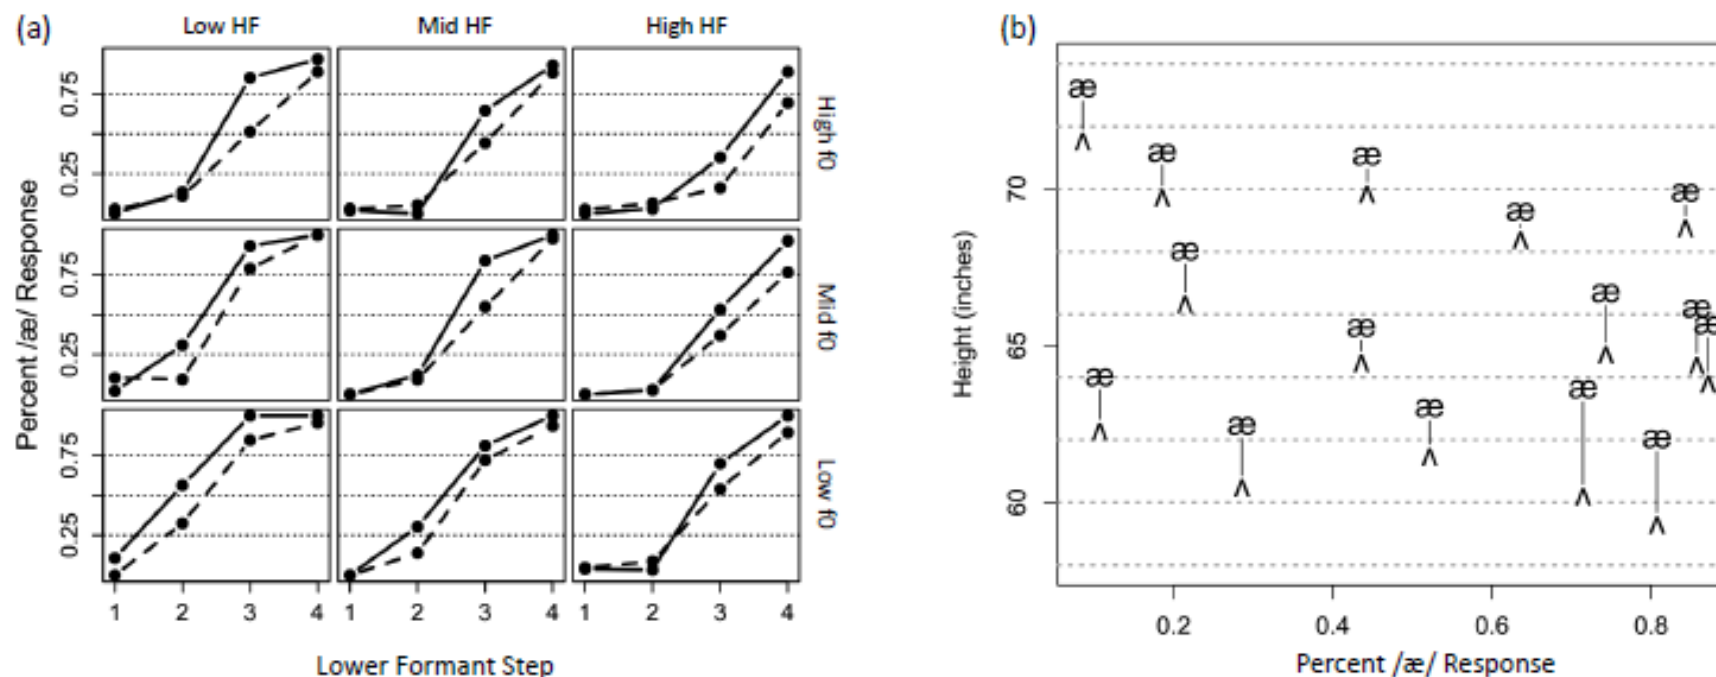 (a)
Low HF
Mid HF
High HF
Percent /æ/ Response
0.75
0.25
High f0
0.75
0.25
Mid f0
0.75
0.25
Low f0
1 2 3 4
1 2 3 4
1 2 3 4
Lower Formant Step
(b)
Height (inches)
70
65
60
æ
ʌ
æ
ʌ
æ
ʌ
æ
ʌ
æ
ʌ
æ
ʌ
æ
ʌ
æ
ʌ
æ
ʌ
æ
ʌ
æ
ʌ
æ
ʌ
æ
ʌ
æ
ʌ
æ
ʌ
0.2 0.4 0.6 0.8
Percent /æ/ Response